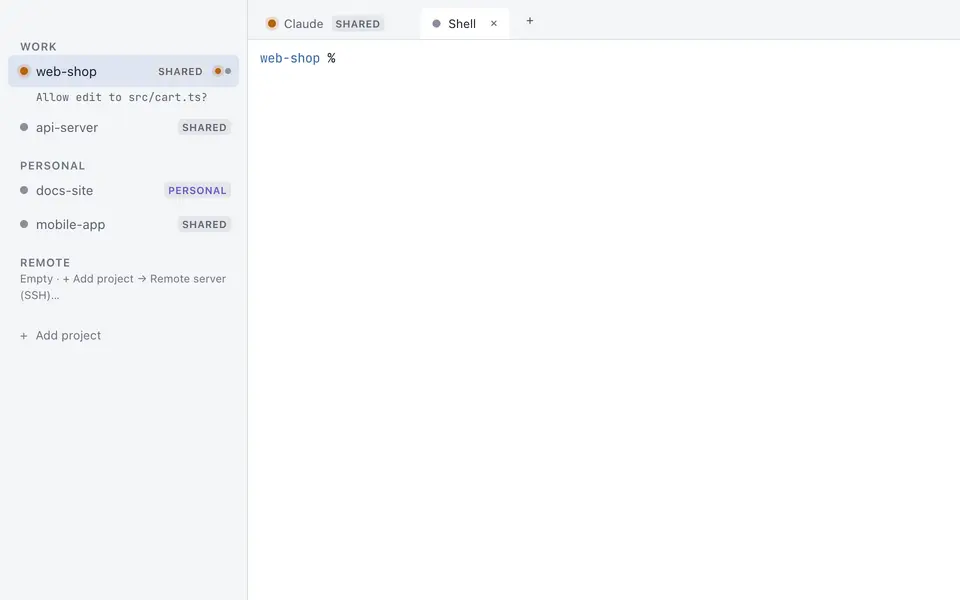 WORK
web-shop SHARED
Allow edit to src/cart.ts?
api-server SHARED
PERSONAL
docs-site PERSONAL
mobile-app SHARED
REMOTE
Empty · + Add project → Remote server
(SSH)…
+ Add project
Claude SHARED Shell × +
web-shop %